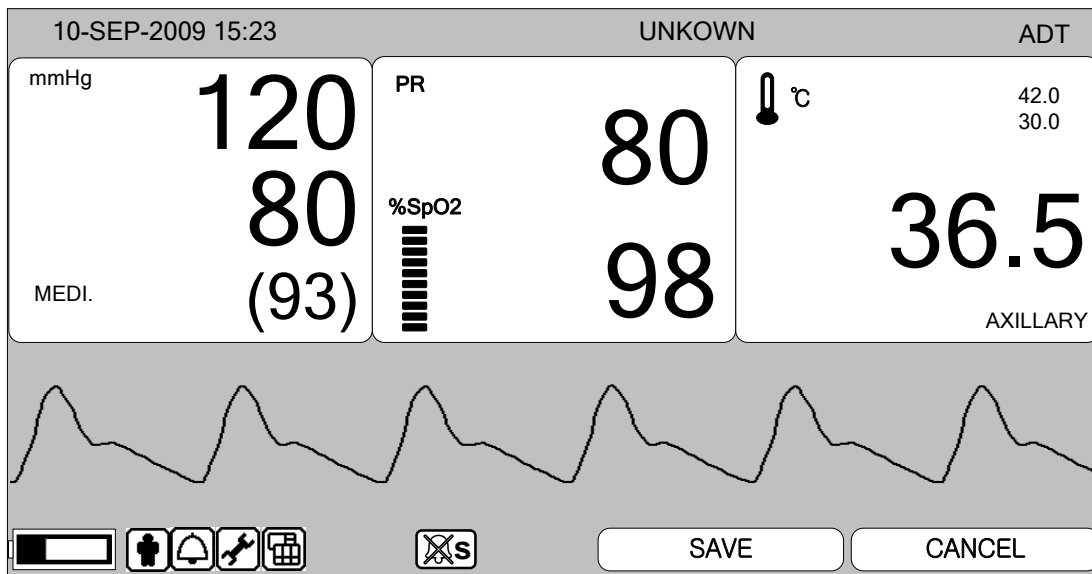 10-SEP-2009 15:23 UNKOWN ADT
mmHg
120
80
MEDI. (93)
PR
80
%SpO2
98
℃
42.0
30.0
36.5
AXILLARY
S
SAVE CANCEL